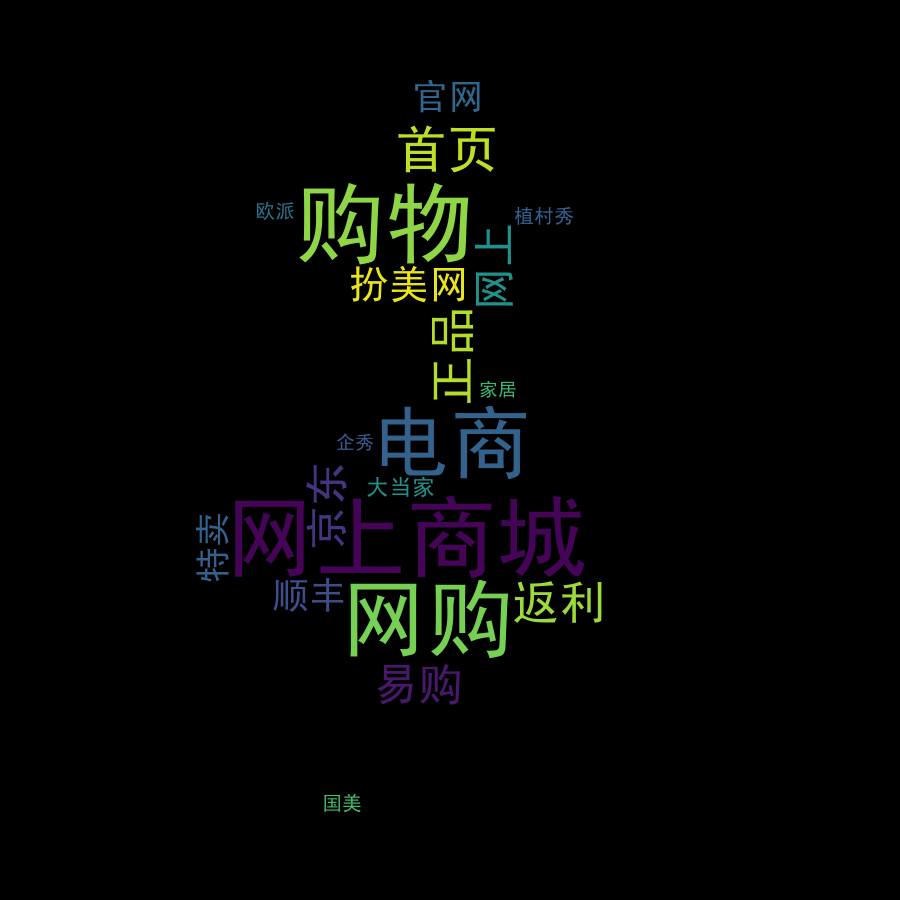 官网
首页
欧派
购物
植村秀
网上
扮美网
正品
家居
电商
企秀
大当家
京东
网上商城
特卖
顺丰
网购
返利
易购
国美